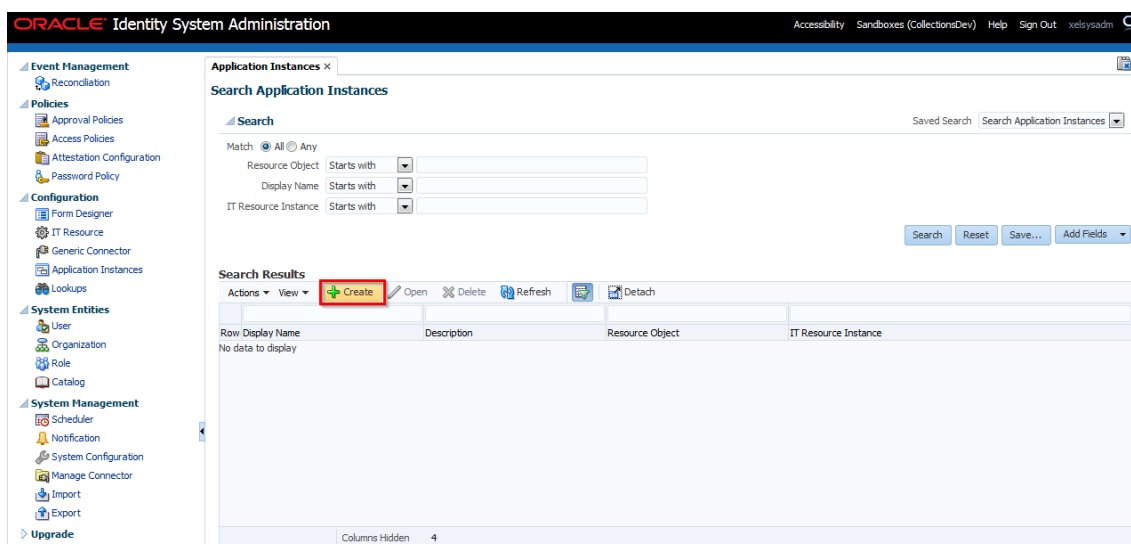 ORACLE Identity System Administration
Accessibility Sandboxes (CollectionsDev) Help Sign Out xelsysadm
Event Management
Reconciliation
Policies
Approval Policies
Access Policies
Attestation Configuration
Password Policy
Configuration
Form Designer
IT Resource
Generic Connector
Application Instances
Lookups
System Entities
User
Organization
Role
Catalog
System Management
Scheduler
Notification
System Configuration
Manage Connector
Import
Export
Upgrade
Application Instances ×
Search Application Instances
Search
Saved Search Search Application Instances
Match All Any
Resource Object Starts with
Display Name Starts with
IT Resource Instance Starts with
Search Reset Save... Add Fields
Search Results
Actions View Create Open Delete Refresh Detach
Row Display Name Description Resource Object IT Resource Instance
No data to display
Columns Hidden 4